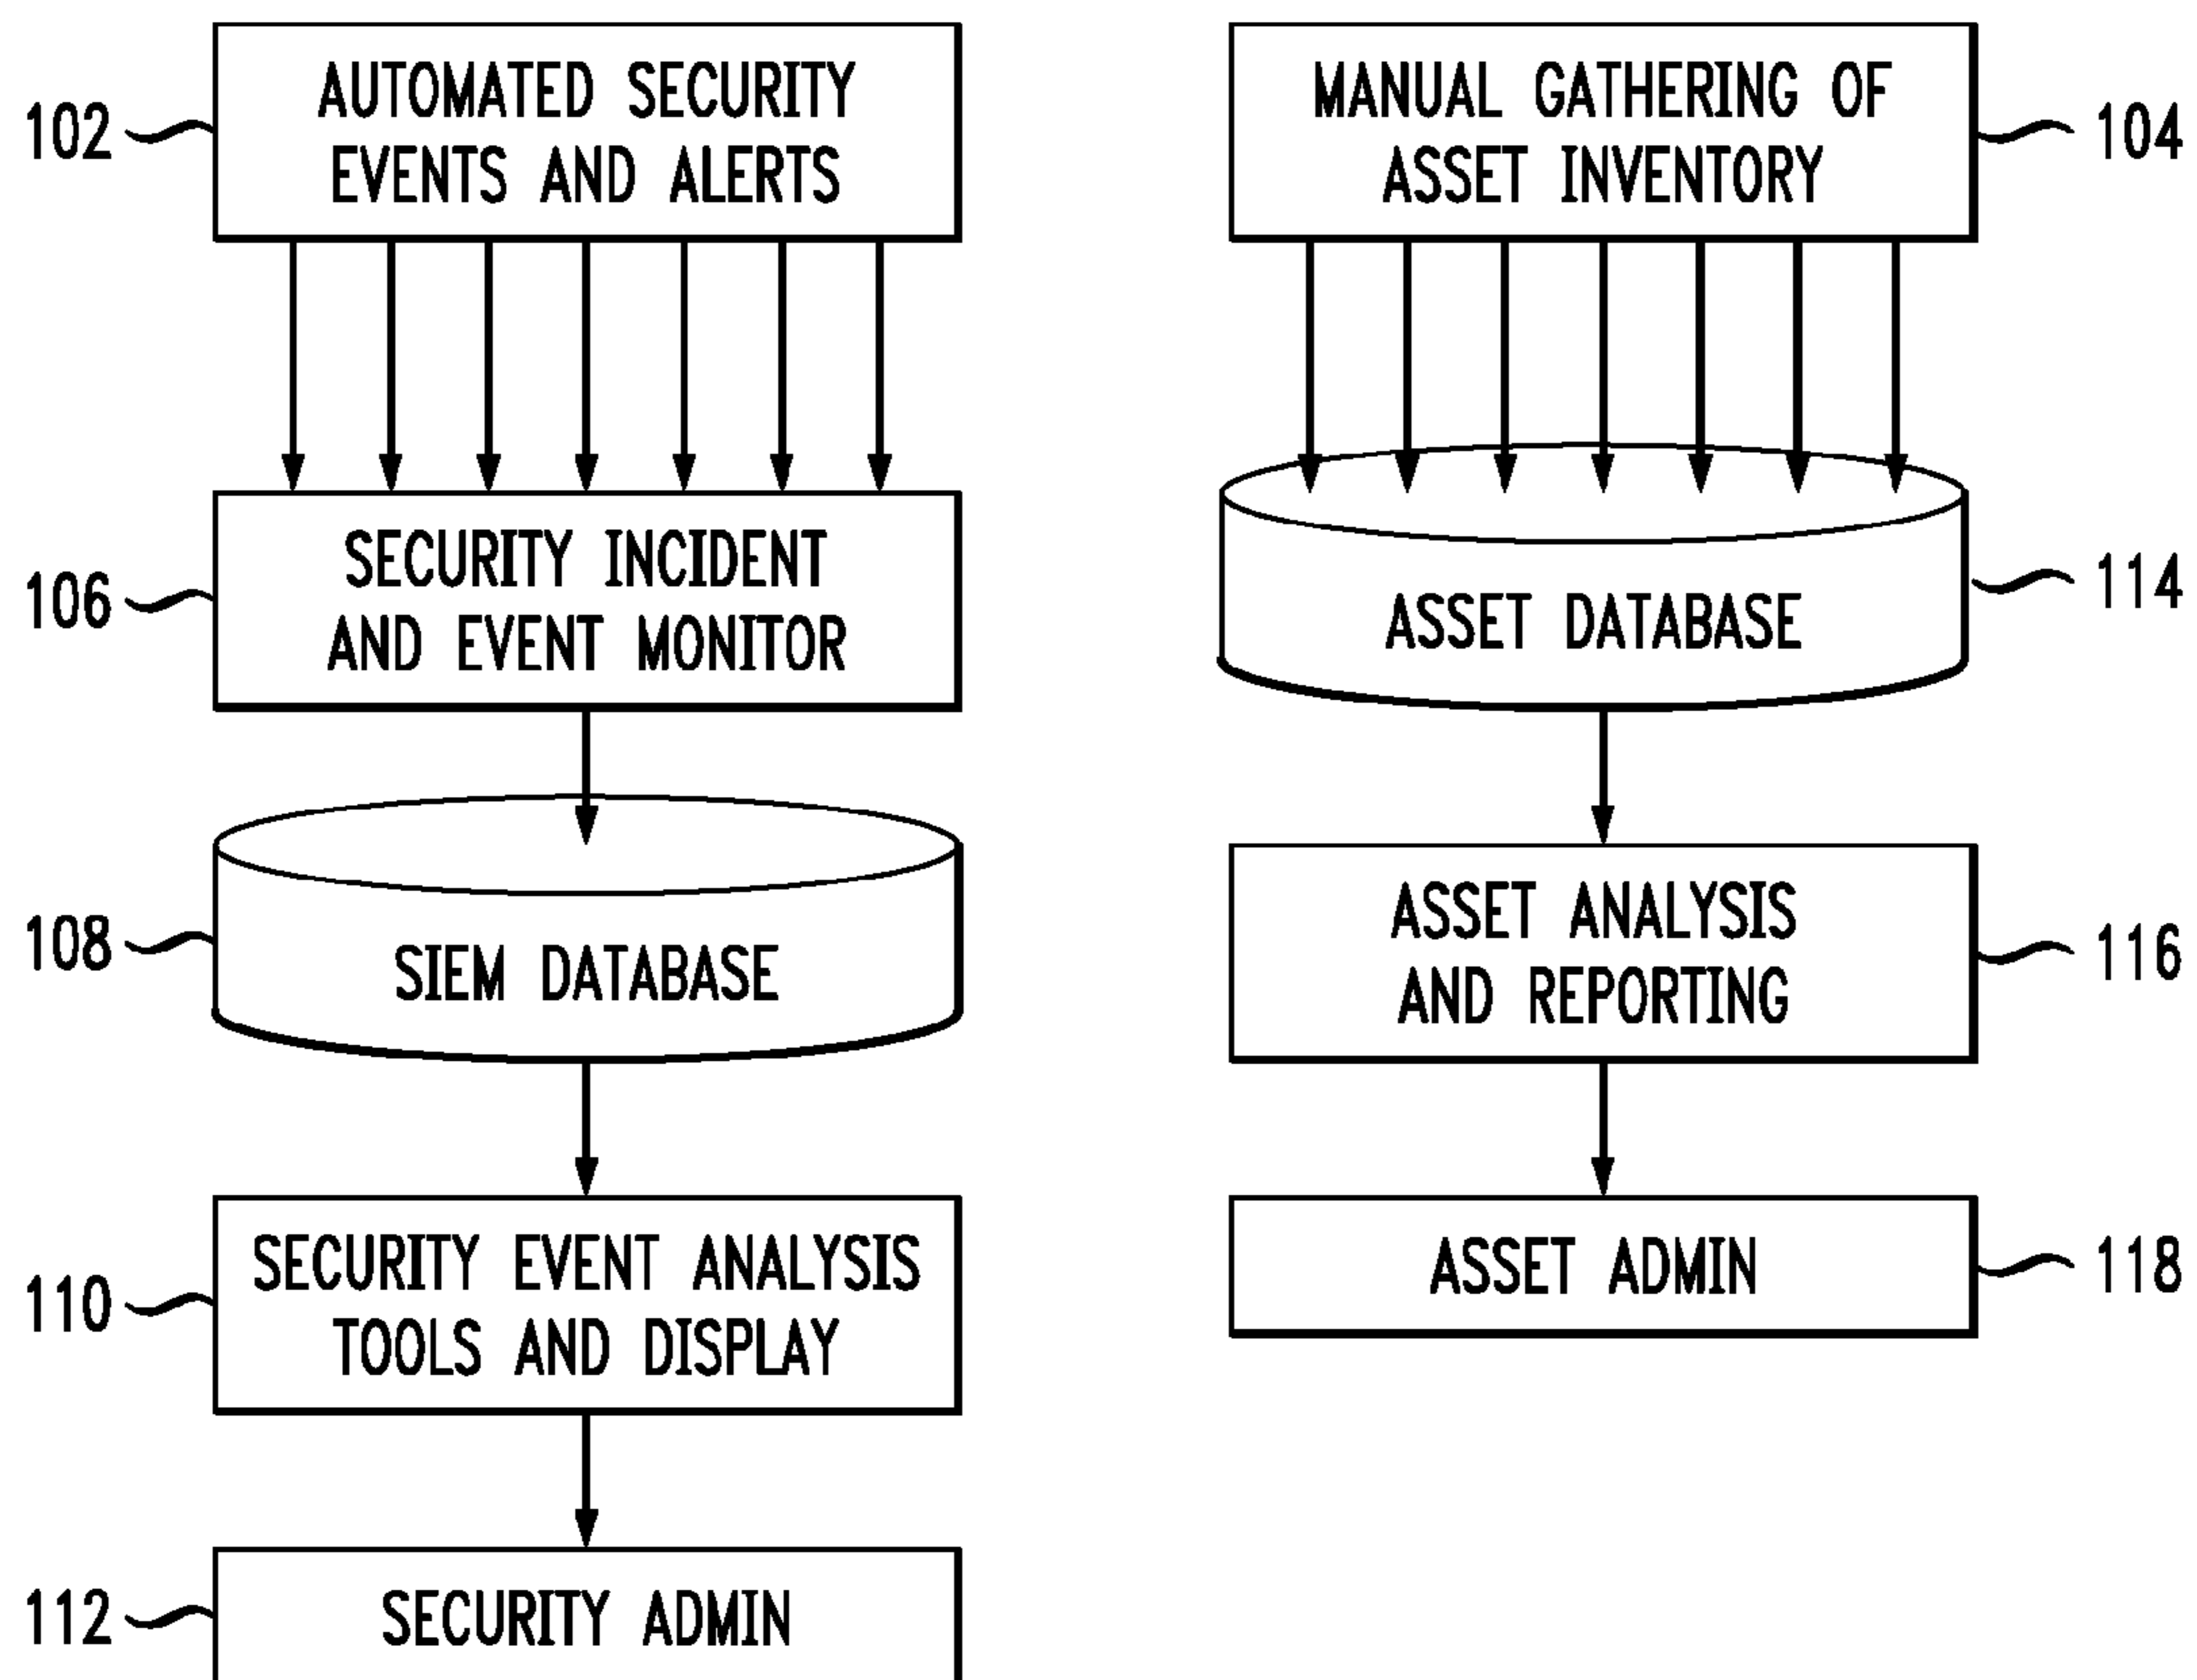 102
AUTOMATED SECURITY
EVENTS AND ALERTS
106
SECURITY INCIDENT
AND EVENT MONITOR
108
SIEM DATABASE
110
SECURITY EVENT ANALYSIS
TOOLS AND DISPLAY
112
SECURITY ADMIN
MANUAL GATHERING OF
ASSET INVENTORY
104
ASSET DATABASE
114
ASSET ANALYSIS
AND REPORTING
116
ASSET ADMIN
118